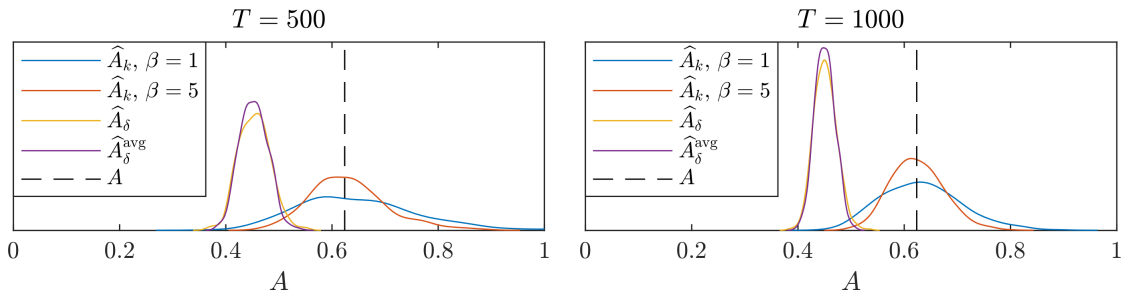 T = 500
Â_k, β = 1
Â_k, β = 5
Â_δ
Â_δ^avg
A
0 0.2 0.4 0.6 0.8 1
A
T = 1000
Â_k, β = 1
Â_k, β = 5
Â_δ
Â_δ^avg
A
0 0.2 0.4 0.6 0.8 1
A